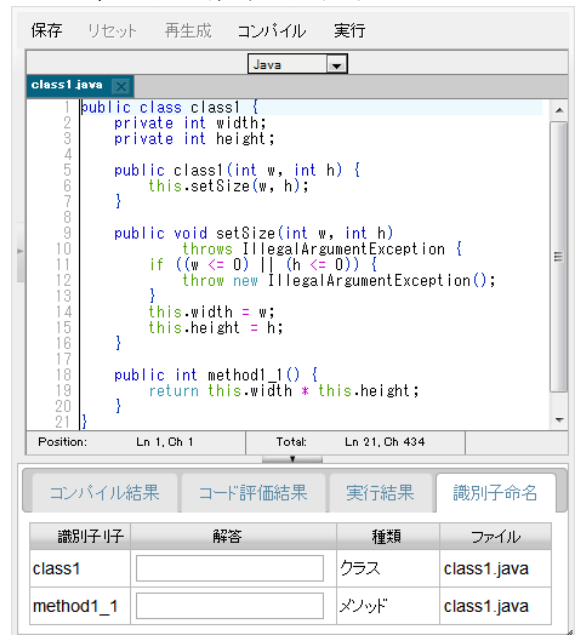 保存 リセット 再生成 コンパイル 実行
Java
class1.java
1 public class class1 {
2 private int width;
3 private int height;
4
5 public class1(int w, int h) {
6 this.setSize(w, h);
7 }
8
9 public void setSize(int w, int h)
10 throws IllegalArgumentException {
11 if ((w <= 0) || (h <= 0)) {
12 throw new IllegalArgumentException();
13 }
14 this.width = w;
15 this.height = h;
16 }
17
18 public int method1_1() {
19 return this.width * this.height;
20 }
21 }
Position: Ln 1, Ch 1 Total: Ln 21, Ch 434
コンパイル結果 コード評価結果 実行結果 識別子命名
識別子リ子 解答 種類 ファイル
class1 クラス class1.java
method1_1 メソッド class1.java